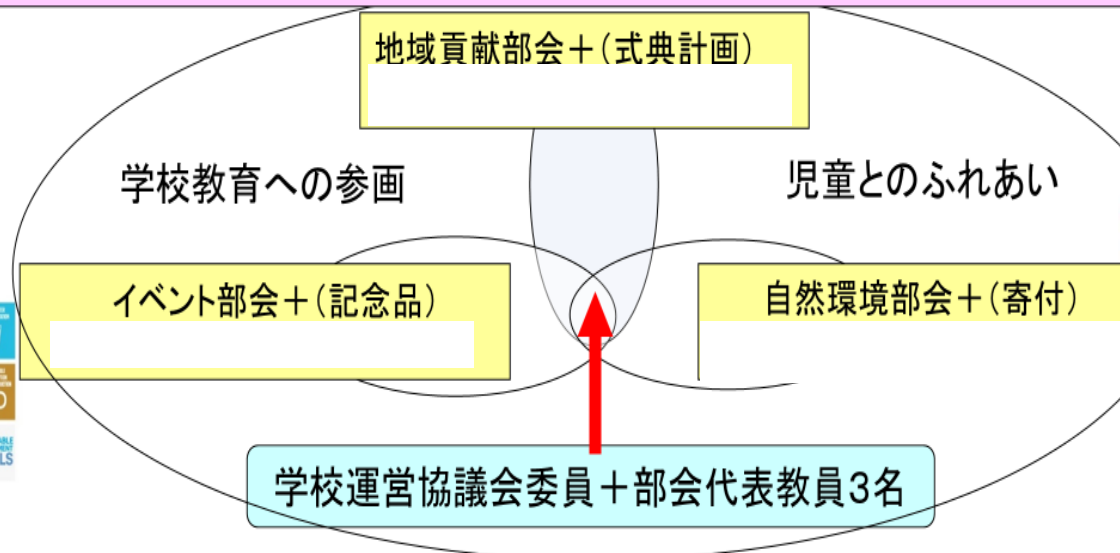 地域貢献部会＋（式典計画）
学校教育への参画
児童とのふれあい
イベント部会＋（記念品）
自然環境部会＋（寄付）
学校運営協議会委員＋部会代表教員３名